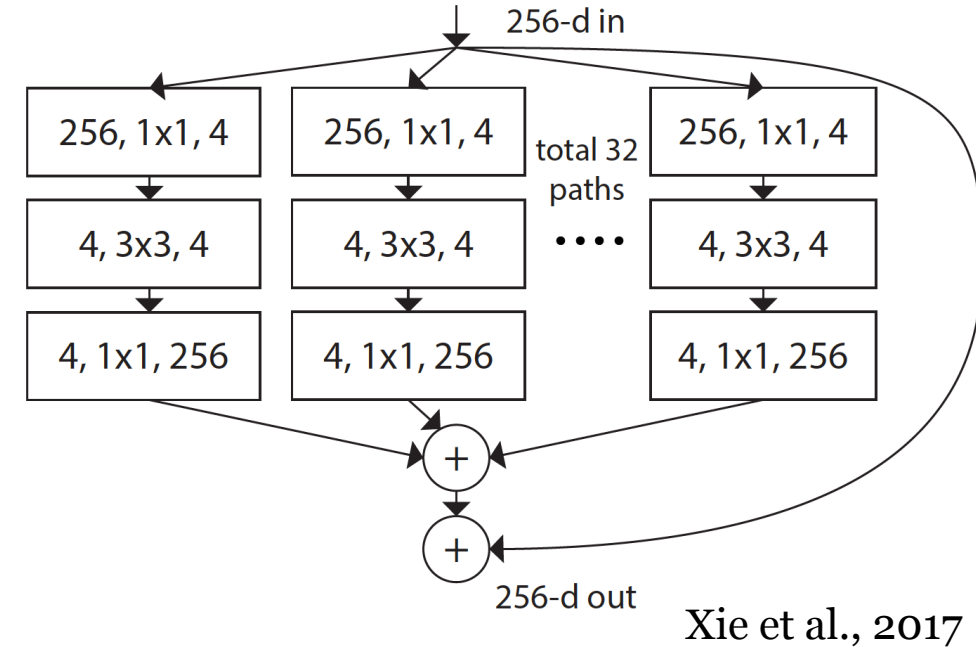 256-d in
256, 1x1, 4
256, 1x1, 4
total 32
paths
256, 1x1, 4
4, 3x3, 4
4, 3x3, 4
....
4, 3x3, 4
4, 1x1, 256
4, 1x1, 256
4, 1x1, 256
+
+
256-d out
Xie et al., 2017